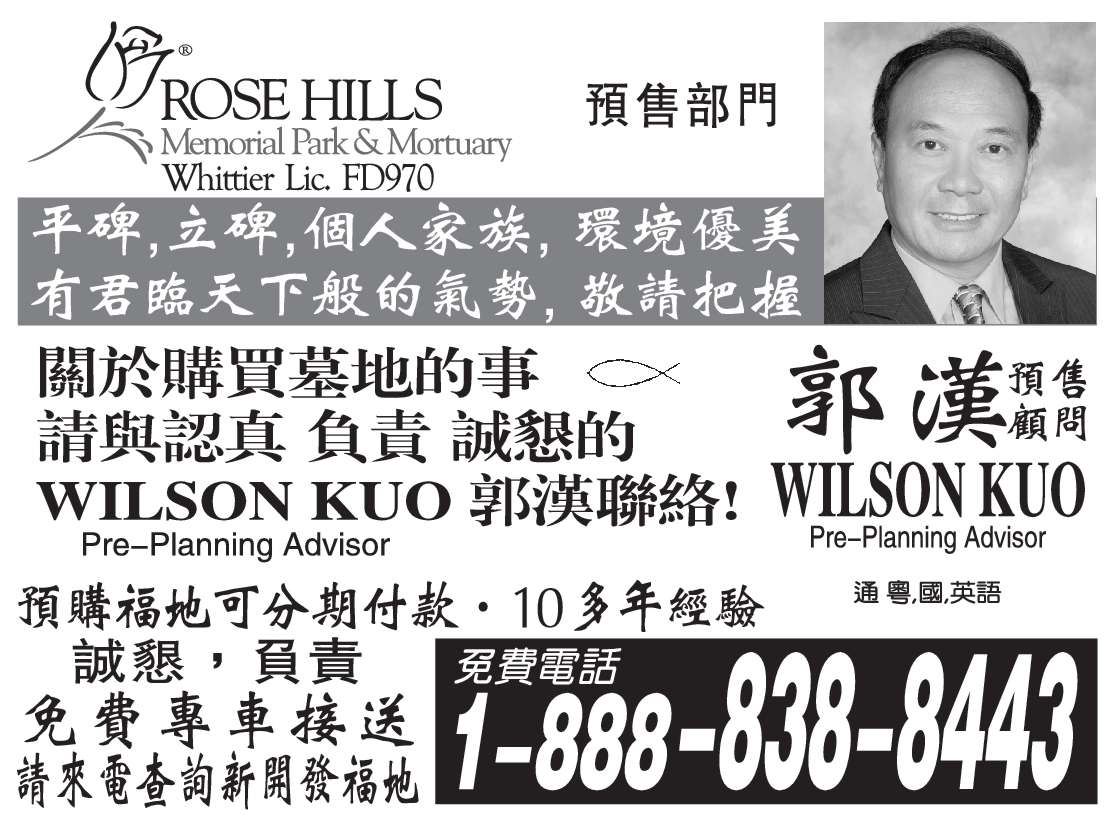 ®
ROSE HILLS
Memorial Park & Mortuary
Whittier Lic. FD970
預售部門
平碑,立碑,個人家族, 環境優美
有君臨天下般的氣勢, 敬請把握
關於購買墓地的事
請與認真 負責 誠懇的
WILSON KUO 郭漢聯絡!
Pre-Planning Advisor
郭 漢 預售顧問
WILSON KUO
Pre-Planning Advisor
通 粵,國,英語
預購福地可分期付款・10多年經驗
誠懇,負責
免費專車接送
請來電查詢新開發福地
免費電話
1-888-838-8443